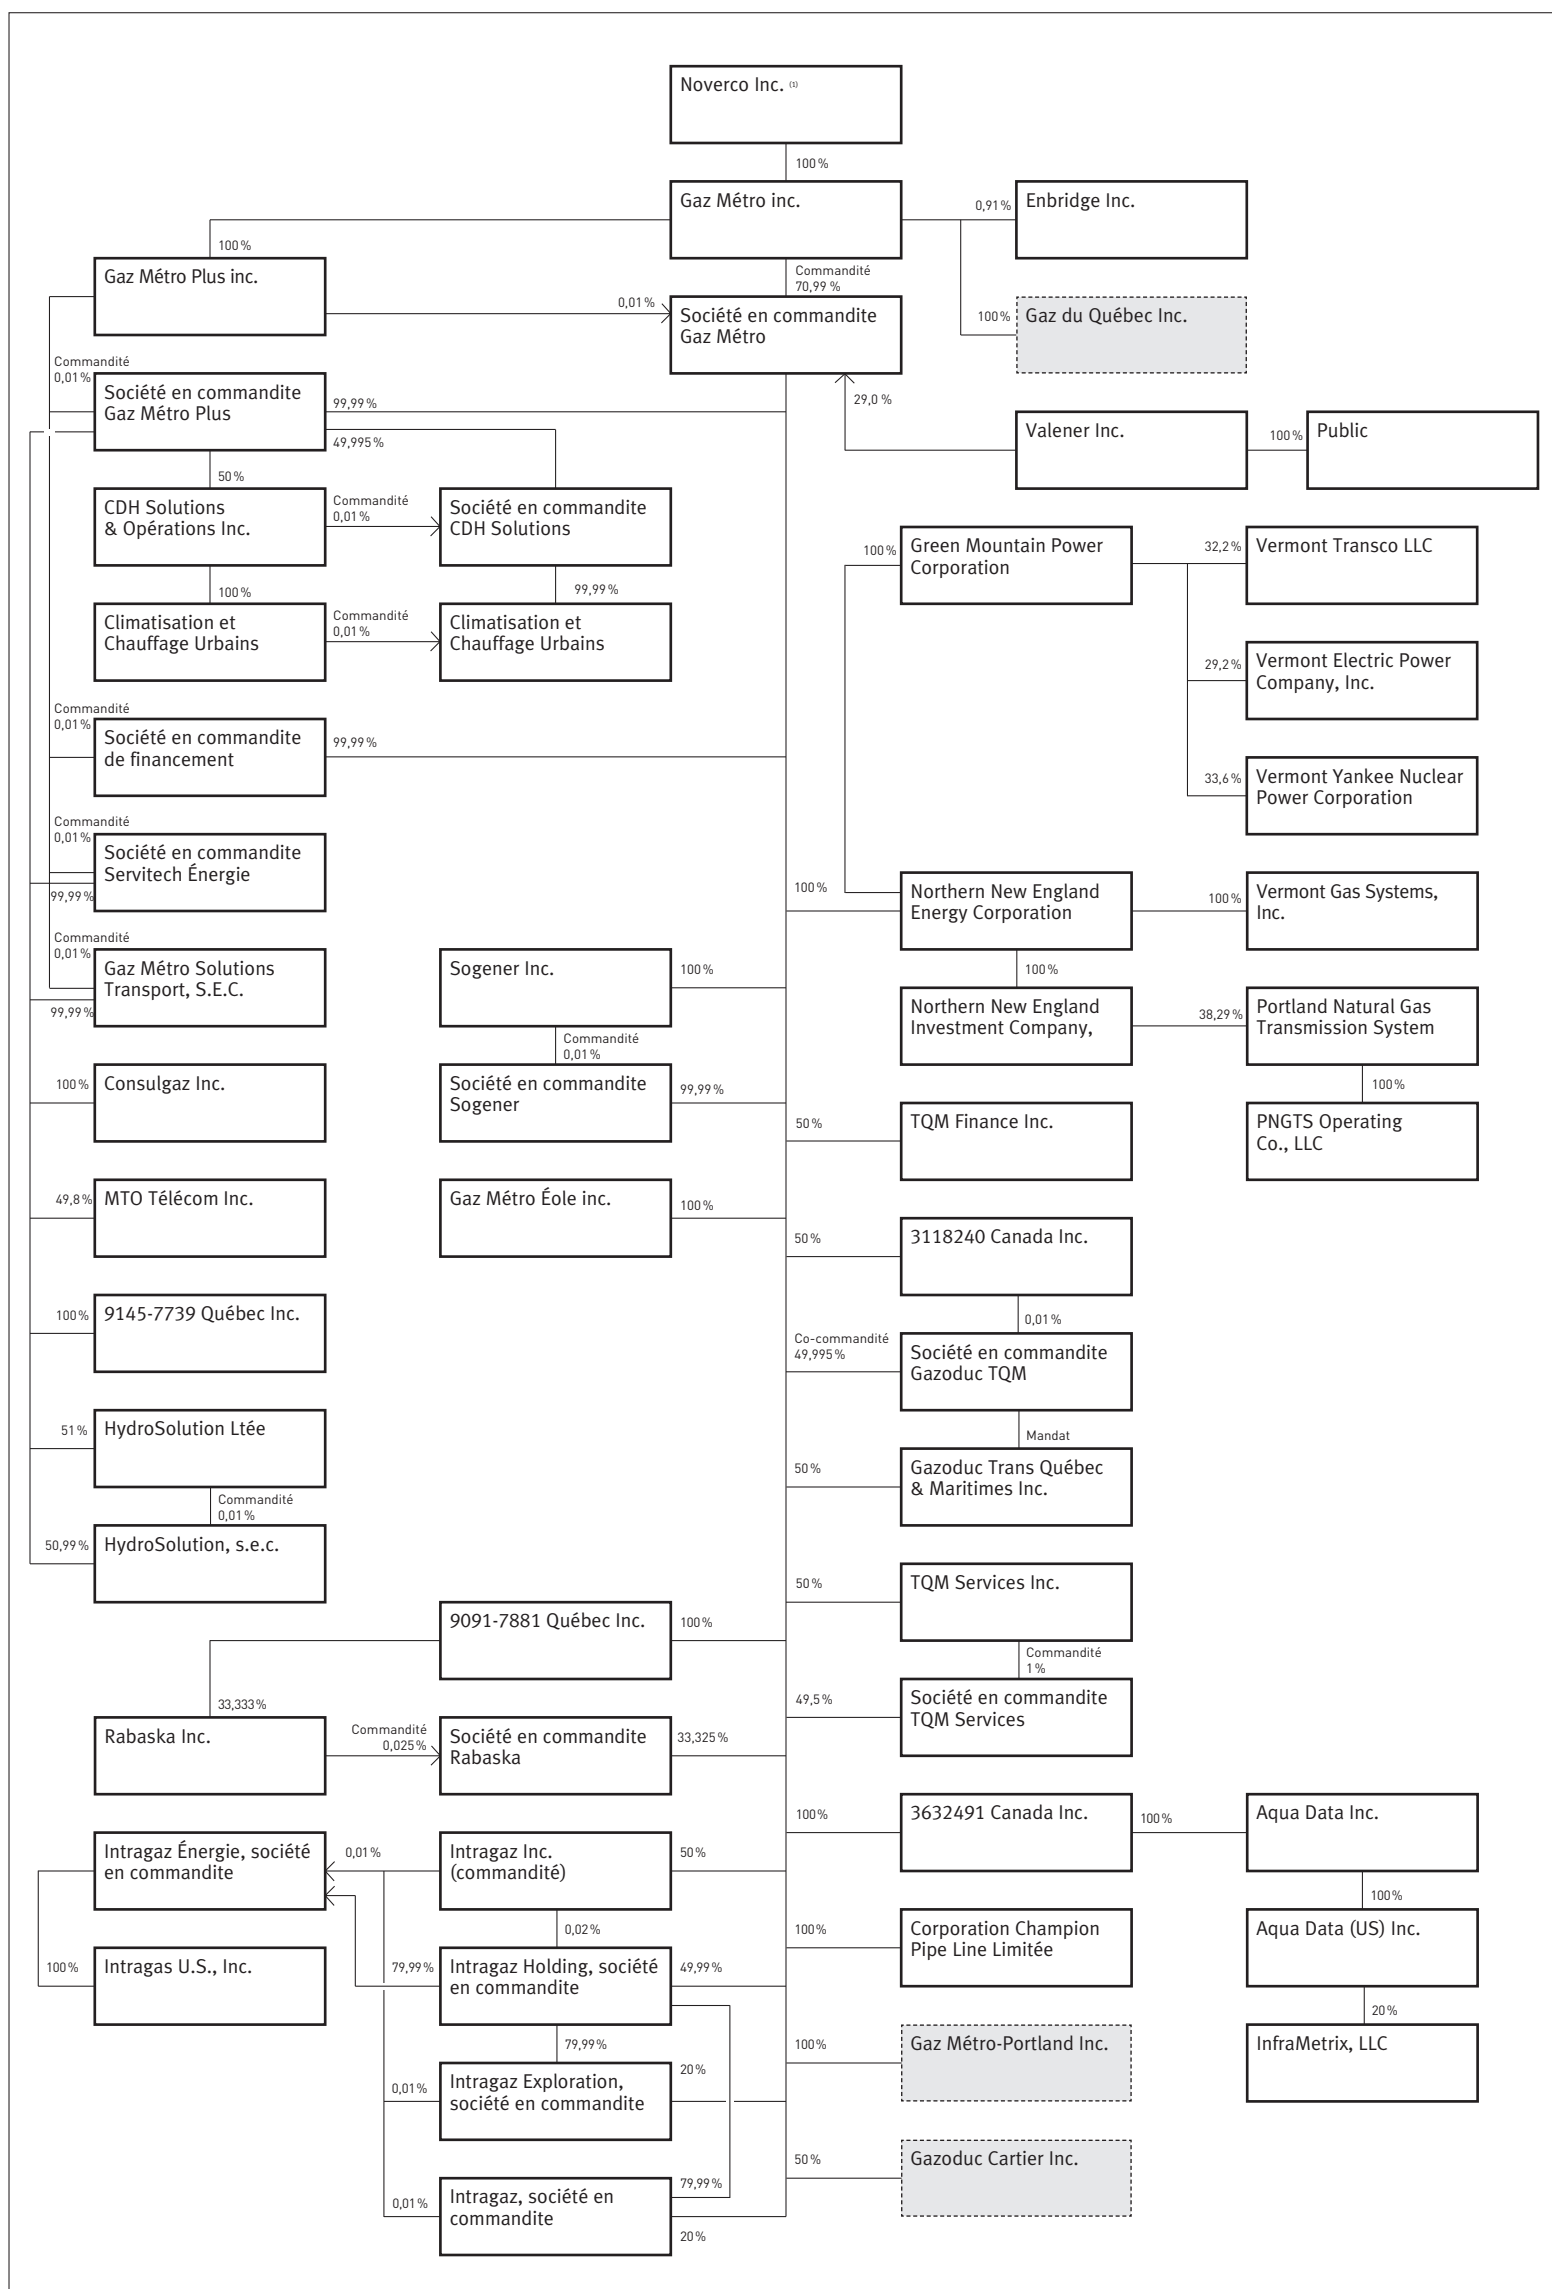 Noverco Inc. (1)
100 %
Gaz Métro inc.
0,91 %
Enbridge Inc.
100 %
Gaz Métro Plus inc.
Commandité
70,99 %
0,01 %
Société en commandite
Gaz Métro
100 %
Gaz du Québec Inc.
Commandité
0,01 %
Société en commandite
Gaz Métro Plus
99,99 %
49,995 %
29,0 %
Valener Inc.
100 %
Public
50 %
CDH Solutions
& Opérations Inc.
Commandité
0,01 %
Société en commandite
CDH Solutions
100 %
Green Mountain Power
Corporation
32,2 %
Vermont Transco LLC
100 %
99,99 %
Climatisation et
Chauffage Urbains
Commandité
0,01 %
Climatisation et
Chauffage Urbains
29,2 %
Vermont Electric Power
Company, Inc.
Commandité
0,01 %
Société en commandite
de financement
99,99 %
33,6 %
Vermont Yankee Nuclear
Power Corporation
Commandité
0,01 %
Société en commandite
Servitech Énergie
99,99 %
100 %
Northern New England
Energy Corporation
100 %
Vermont Gas Systems,
Inc.
Commandité
0,01 %
Gaz Métro Solutions
Transport, S.E.C.
99,99 %
Sogener Inc.
100 %
100 %
Northern New England
Investment Company,
38,29 %
Portland Natural Gas
Transmission System
Commandité
0,01 %
100 %
Consulgaz Inc.
Société en commandite
Sogener
99,99 %
100 %
50 %
TQM Finance Inc.
PNGTS Operating
Co., LLC
49,8 %
MTO Télécom Inc.
Gaz Métro Éole inc.
100 %
50 %
3118240 Canada Inc.
100 %
9145-7739 Québec Inc.
0,01 %
Co-commandité
49,995 %
Société en commandite
Gazoduc TQM
51 %
HydroSolution Ltée
Mandat
50 %
Gazoduc Trans Québec
& Maritimes Inc.
Commandité
0,01 %
50,99 %
HydroSolution, s.e.c.
50 %
TQM Services Inc.
9091-7881 Québec Inc.
100 %
Commandité
1 %
33,333 %
Rabaska Inc.
Commandité
0,025 %
Société en commandite
Rabaska
33,325 %
49,5 %
Société en commandite
TQM Services
100 %
3632491 Canada Inc.
100 %
Aqua Data Inc.
Intragaz Énergie, société
en commandite
0,01 %
Intragaz Inc.
(commandité)
50 %
100 %
0,02 %
100 %
Corporation Champion
Pipe Line Limitée
Aqua Data (US) Inc.
100 %
Intragas U.S., Inc.
79,99 %
Intragaz Holding, société
en commandite
49,99 %
20 %
79,99 %
100 %
Gaz Métro-Portland Inc.
InfraMetrix, LLC
0,01 %
Intragaz Exploration,
société en commandite
20 %
50 %
Gazoduc Cartier Inc.
0,01 %
Intragaz, société en
commandite
79,99 %
20 %